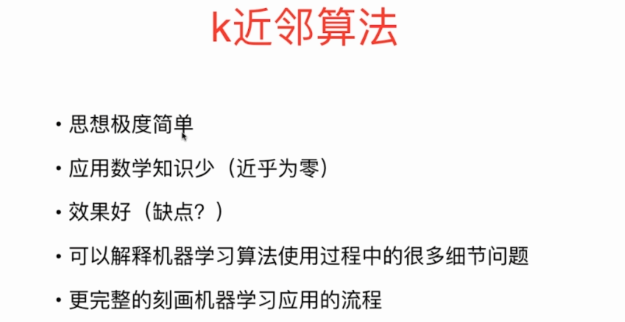 k近邻算法
• 思想极度简单
• 应用数学知识少（近乎为零）
• 效果好（缺点？）
• 可以解释机器学习算法使用过程中的很多细节问题
• 更完整的刻画机器学习应用的流程